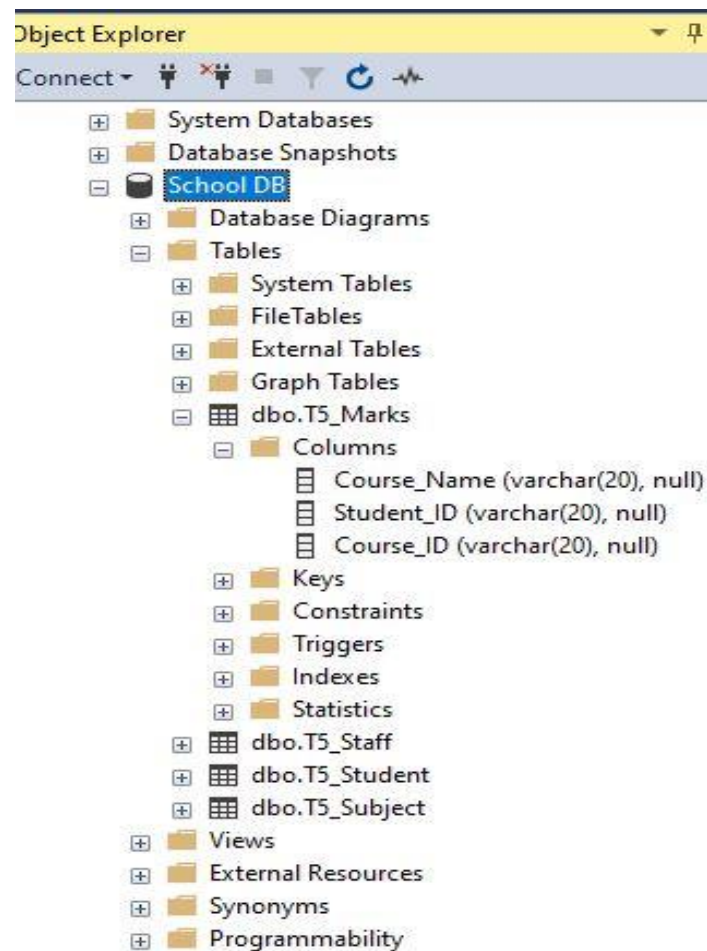 Object Explorer
Connect
System Databases
Database Snapshots
School DB
Database Diagrams
Tables
System Tables
FileTables
External Tables
Graph Tables
dbo.T5_Marks
Columns
Course_Name (varchar(20), null)
Student_ID (varchar(20), null)
Course_ID (varchar(20), null)
Keys
Constraints
Triggers
Indexes
Statistics
dbo.T5_Staff
dbo.T5_Student
dbo.T5_Subject
Views
External Resources
Synonyms
Programmability